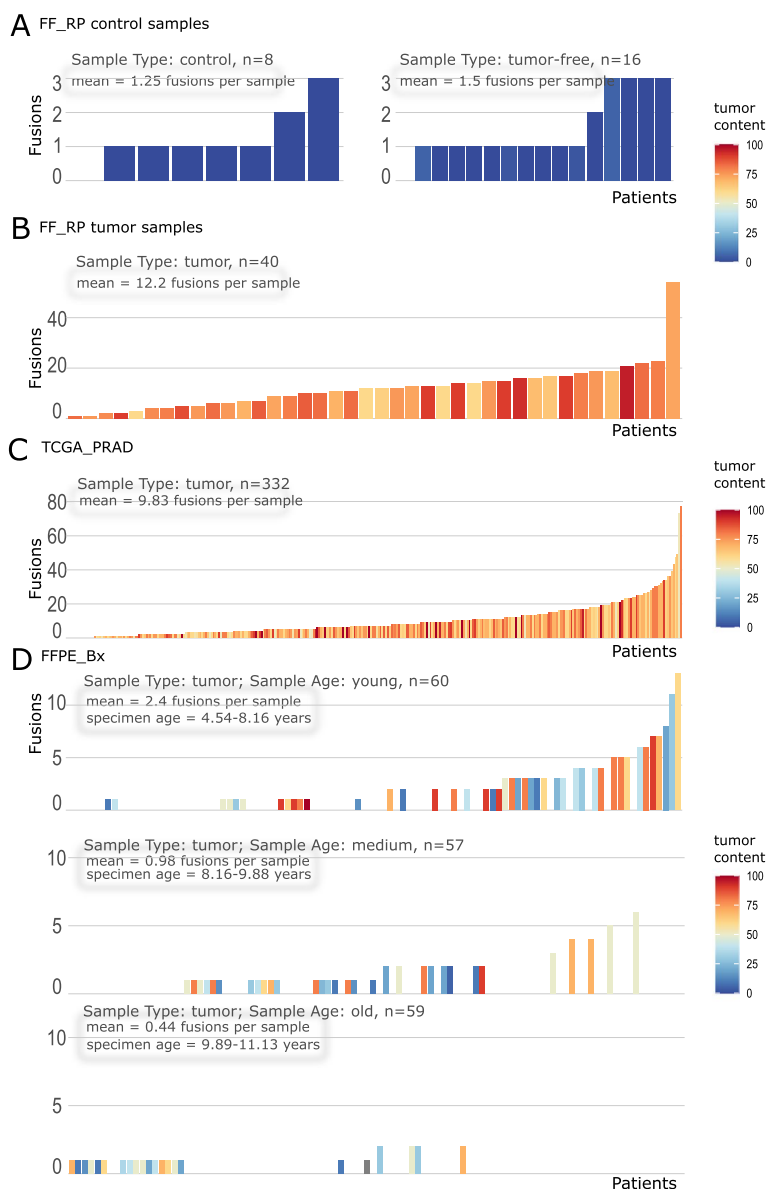 A FF_RP control samples
Sample Type: control, n=8
mean = 1.25 fusions per sample
Sample Type: tumor-free, n=16
mean = 1.5 fusions per sample
Fusions
3
2
1
0
3
2
1
0
Patients
tumor
content
100
75
50
25
0
B FF_RP tumor samples
Sample Type: tumor, n=40
mean = 12.2 fusions per sample
Fusions
40
20
0
Patients
C TCGA_PRAD
Sample Type: tumor, n=332
mean = 9.83 fusions per sample
Fusions
80
60
40
20
0
Patients
tumor
content
100
75
50
25
0
D FFPE_Bx
Sample Type: tumor; Sample Age: young, n=60
mean = 2.4 fusions per sample
specimen age = 4.54-8.16 years
Fusions
10
5
0
Sample Type: tumor; Sample Age: medium, n=57
mean = 0.98 fusions per sample
specimen age = 8.16-9.88 years
10
5
0
tumor
content
100
75
50
25
0
Sample Type: tumor; Sample Age: old, n=59
mean = 0.44 fusions per sample
specimen age = 9.89-11.13 years
10
5
0
Patients